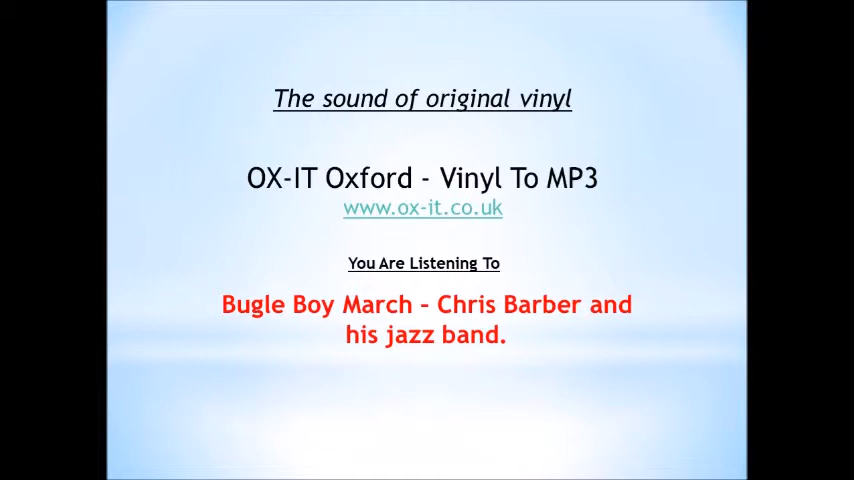 The sound of original vinyl
OX-IT Oxford - Vinyl To MP3
www.ox-it.co.uk
You Are Listening To
Bugle Boy March - Chris Barber and
his jazz band.